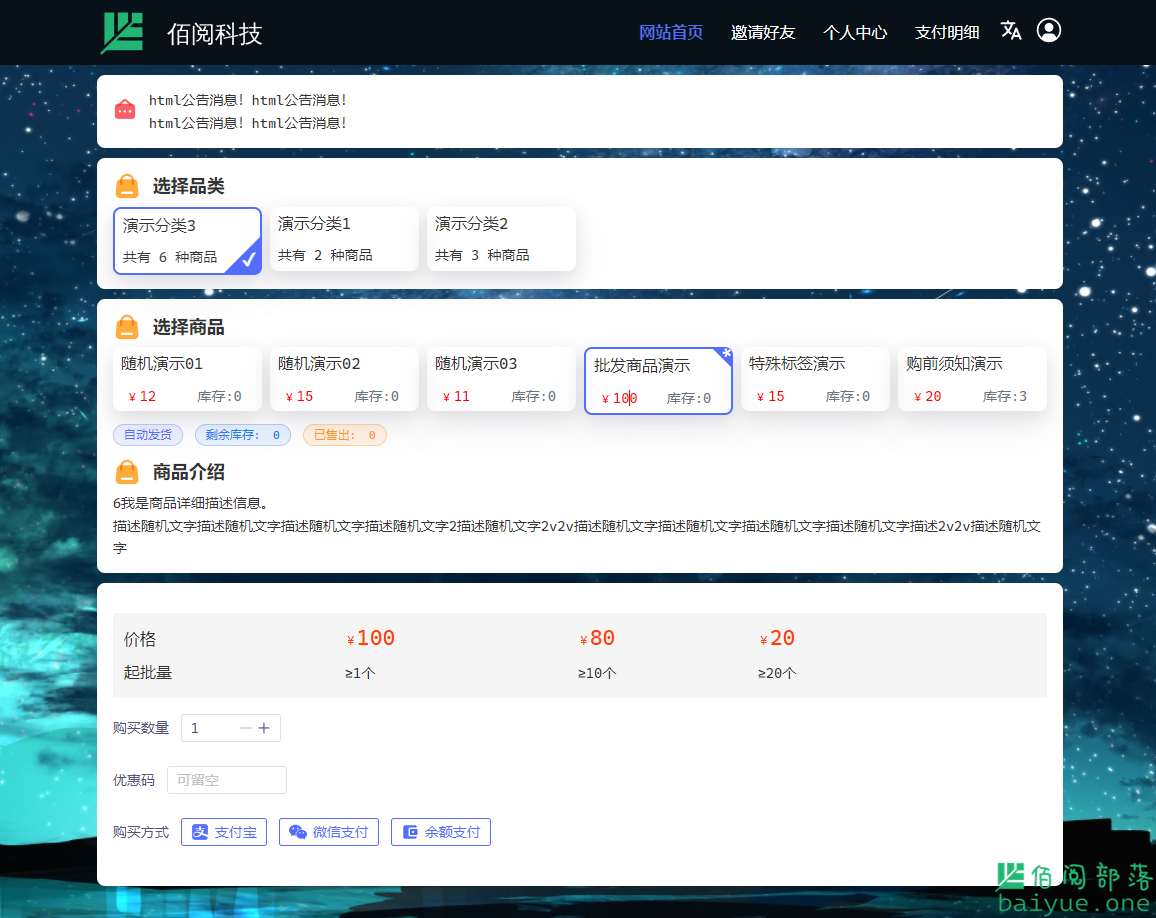 佰阅科技
网站首页 邀请好友 个人中心 支付明细
html公告消息! html公告消息!
html公告消息! html公告消息!
选择品类
演示分类3 演示分类1 演示分类2
共有 6 种商品 共有 2 种商品 共有 3 种商品
选择商品
随机演示01 随机演示02 随机演示03 批发商品演示 特殊标签演示 购前须知演示
¥12 库存:0 ¥15 库存:0 ¥11 库存:0 ¥100 库存:0 ¥15 库存:0 ¥20 库存:3
自动发货 剩余库存: 0 已售出: 0
商品介绍
6我是商品详细描述信息。
描述随机文字描述随机文字描述随机文字描述随机文字2描述随机文字2v2v描述随机文字描述随机文字描述随机文字描述随机文字描述2v2v描述随机文
字
价格 ¥100 ¥80 ¥20
起批量 ≥1个 ≥10个 ≥20个
购买数量 1
优惠码 可留空
购买方式 支付宝 微信支付 余额支付
佰阅部落
baiyue.one